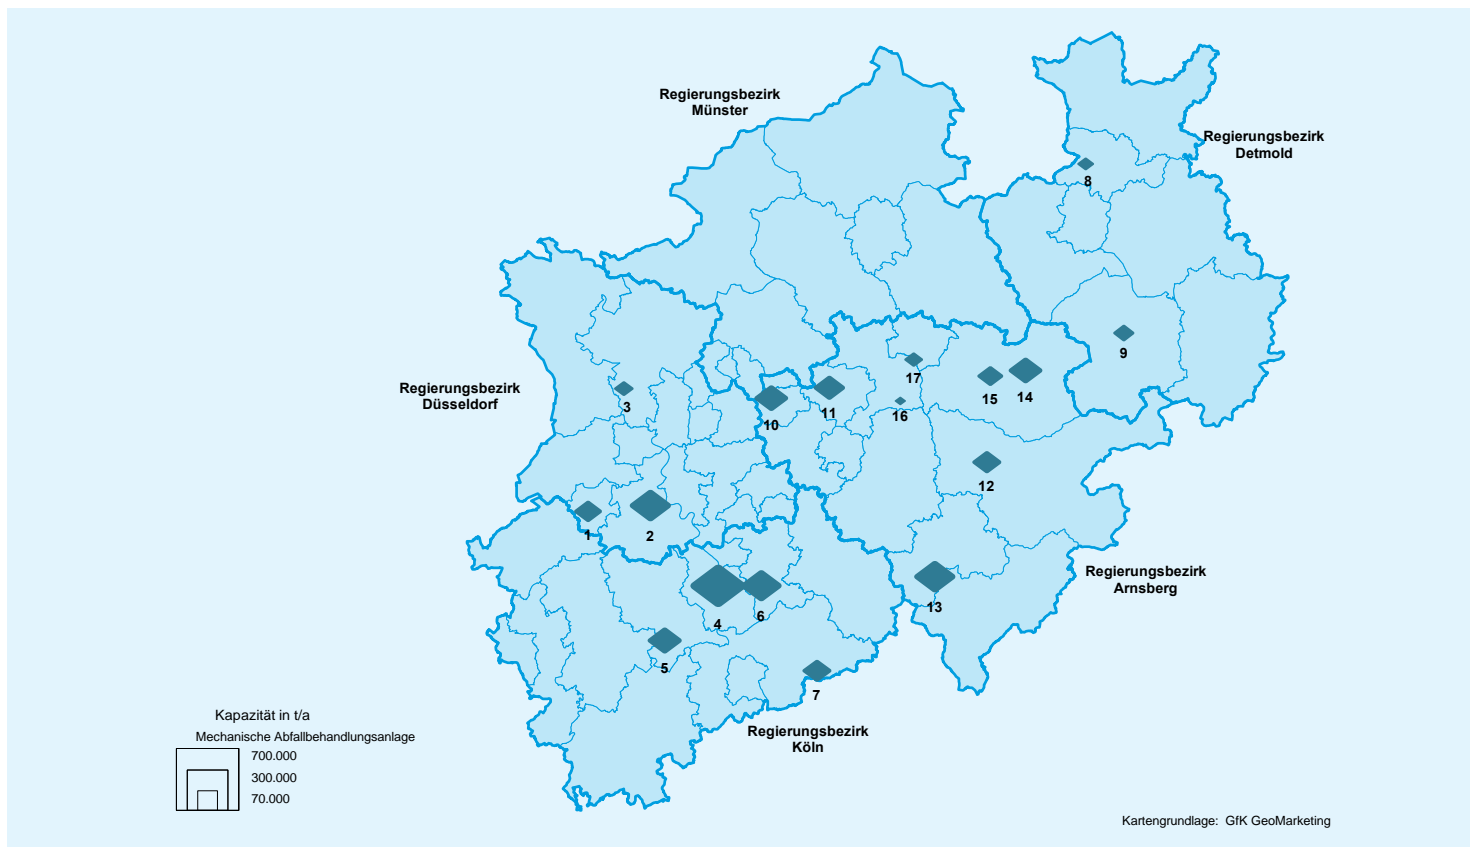 Regierungsbezirk
Münster
Regierungsbezirk
Detmold
8
9
Regierungsbezirk
Düsseldorf
3
17
15
14
10
11
16
12
1
2
Regierungsbezirk
Arnsberg
13
4
6
5
7
Regierungsbezirk
Köln
Kapazität in t/a
Mechanische Abfallbehandlungsanlage
700.000
300.000
70.000
Kartengrundlage: GfK GeoMarketing